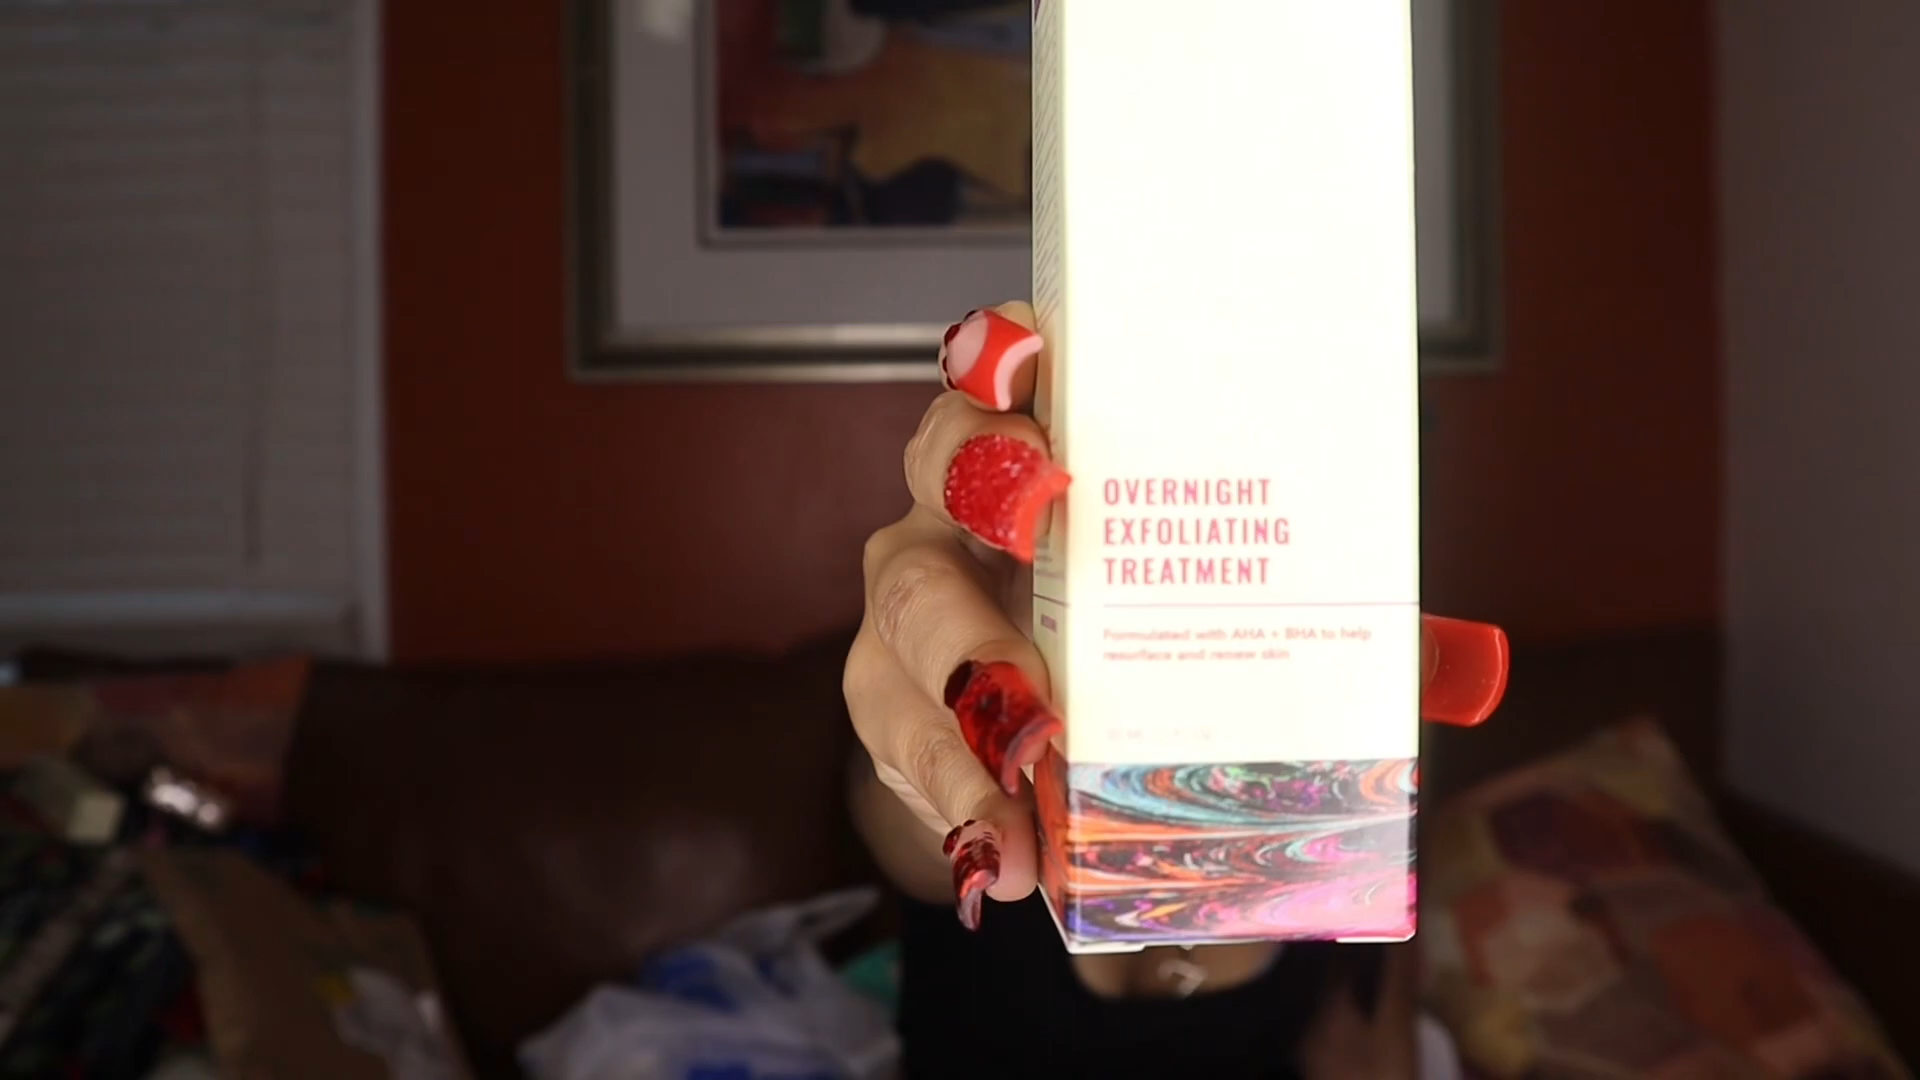 OVERNIGHT
EXFOLIATING
TREATMENT
Formulated with AHA + BHA to help
resurface and renew skin